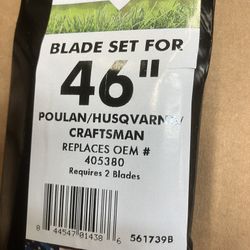 BLADE SET FOR
46"
POULAN/HUSQVARNA/
CRAFTSMAN
REPLACES OEM #
405380
Requires 2 Blades
8 44547 01438 6
561739B